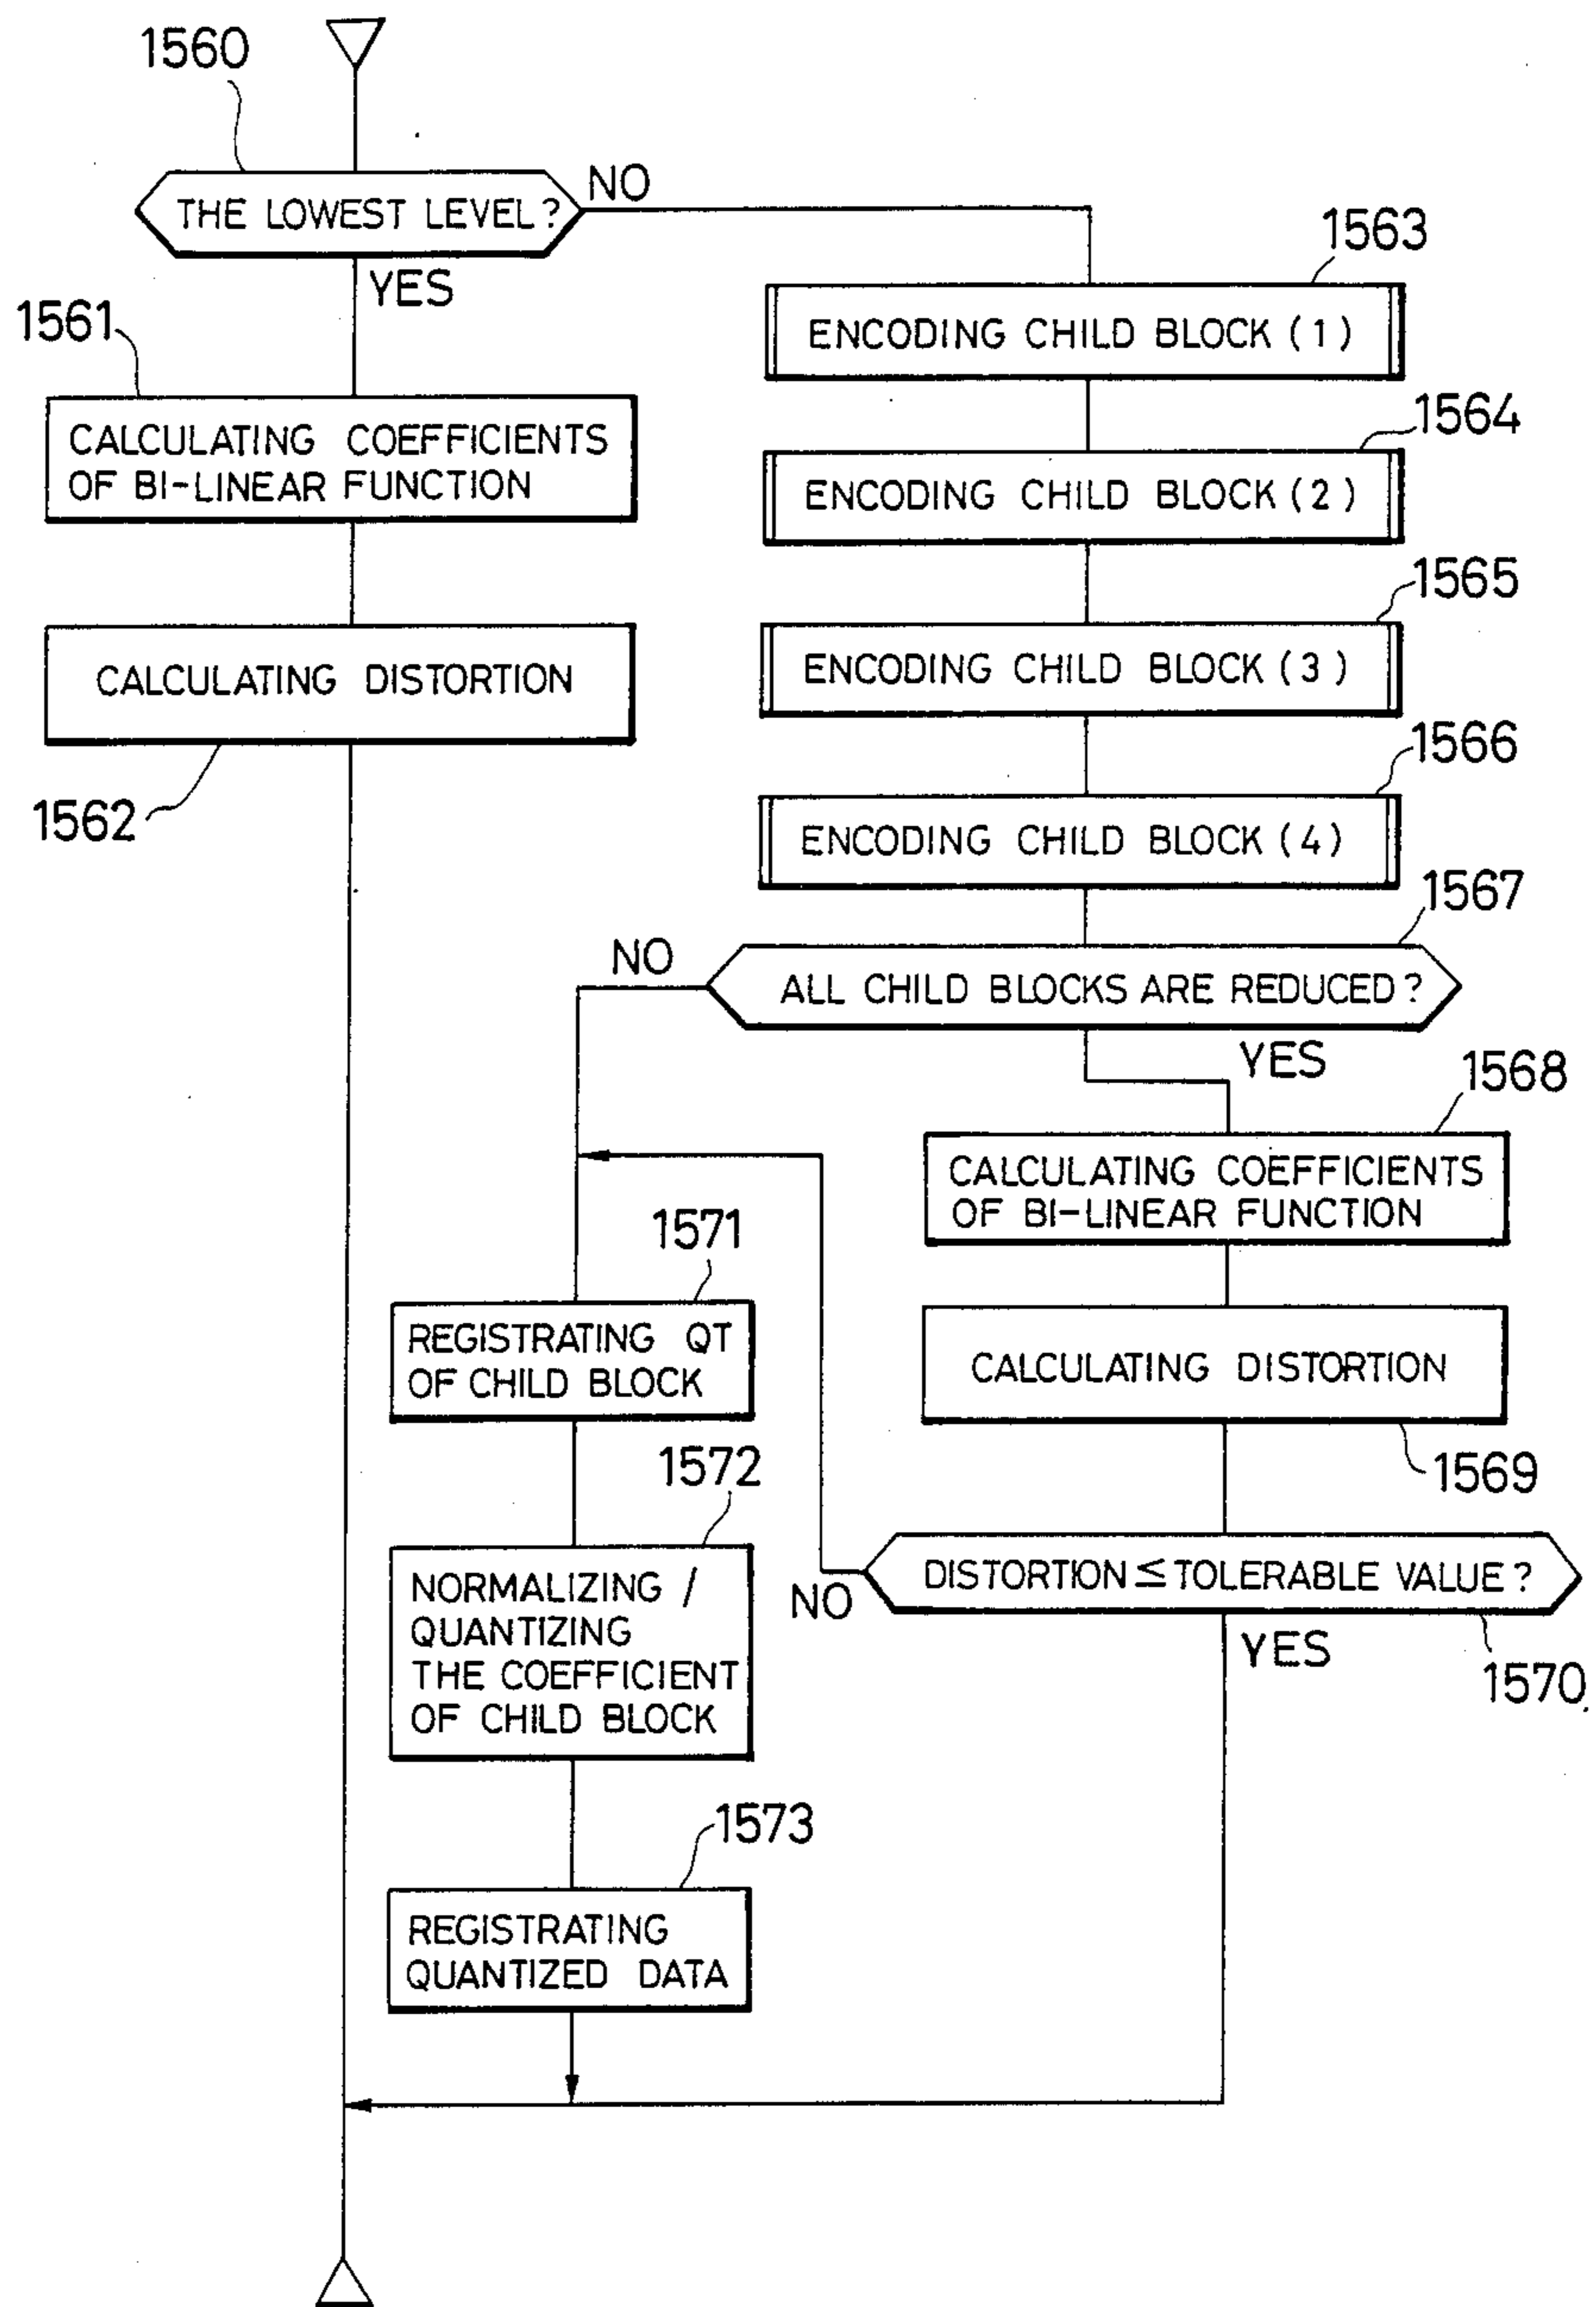 1560
THE LOWEST LEVEL?
NO
YES
1561
CALCULATING COEFFICIENTS
OF BI-LINEAR FUNCTION
CALCULATING DISTORTION
1562
1563
ENCODING CHILD BLOCK (1)
1564
ENCODING CHILD BLOCK (2)
1565
ENCODING CHILD BLOCK (3)
1566
ENCODING CHILD BLOCK (4)
1567
NO
ALL CHILD BLOCKS ARE REDUCED?
YES
1568
CALCULATING COEFFICIENTS
OF BI-LINEAR FUNCTION
CALCULATING DISTORTION
1569
DISTORTION ≤ TOLERABLE VALUE?
NO
YES
1570
1571
REGISTRATING QT
OF CHILD BLOCK
1572
NORMALIZING /
QUANTIZING
THE COEFFICIENT
OF CHILD BLOCK
1573
REGISTRATING
QUANTIZED DATA